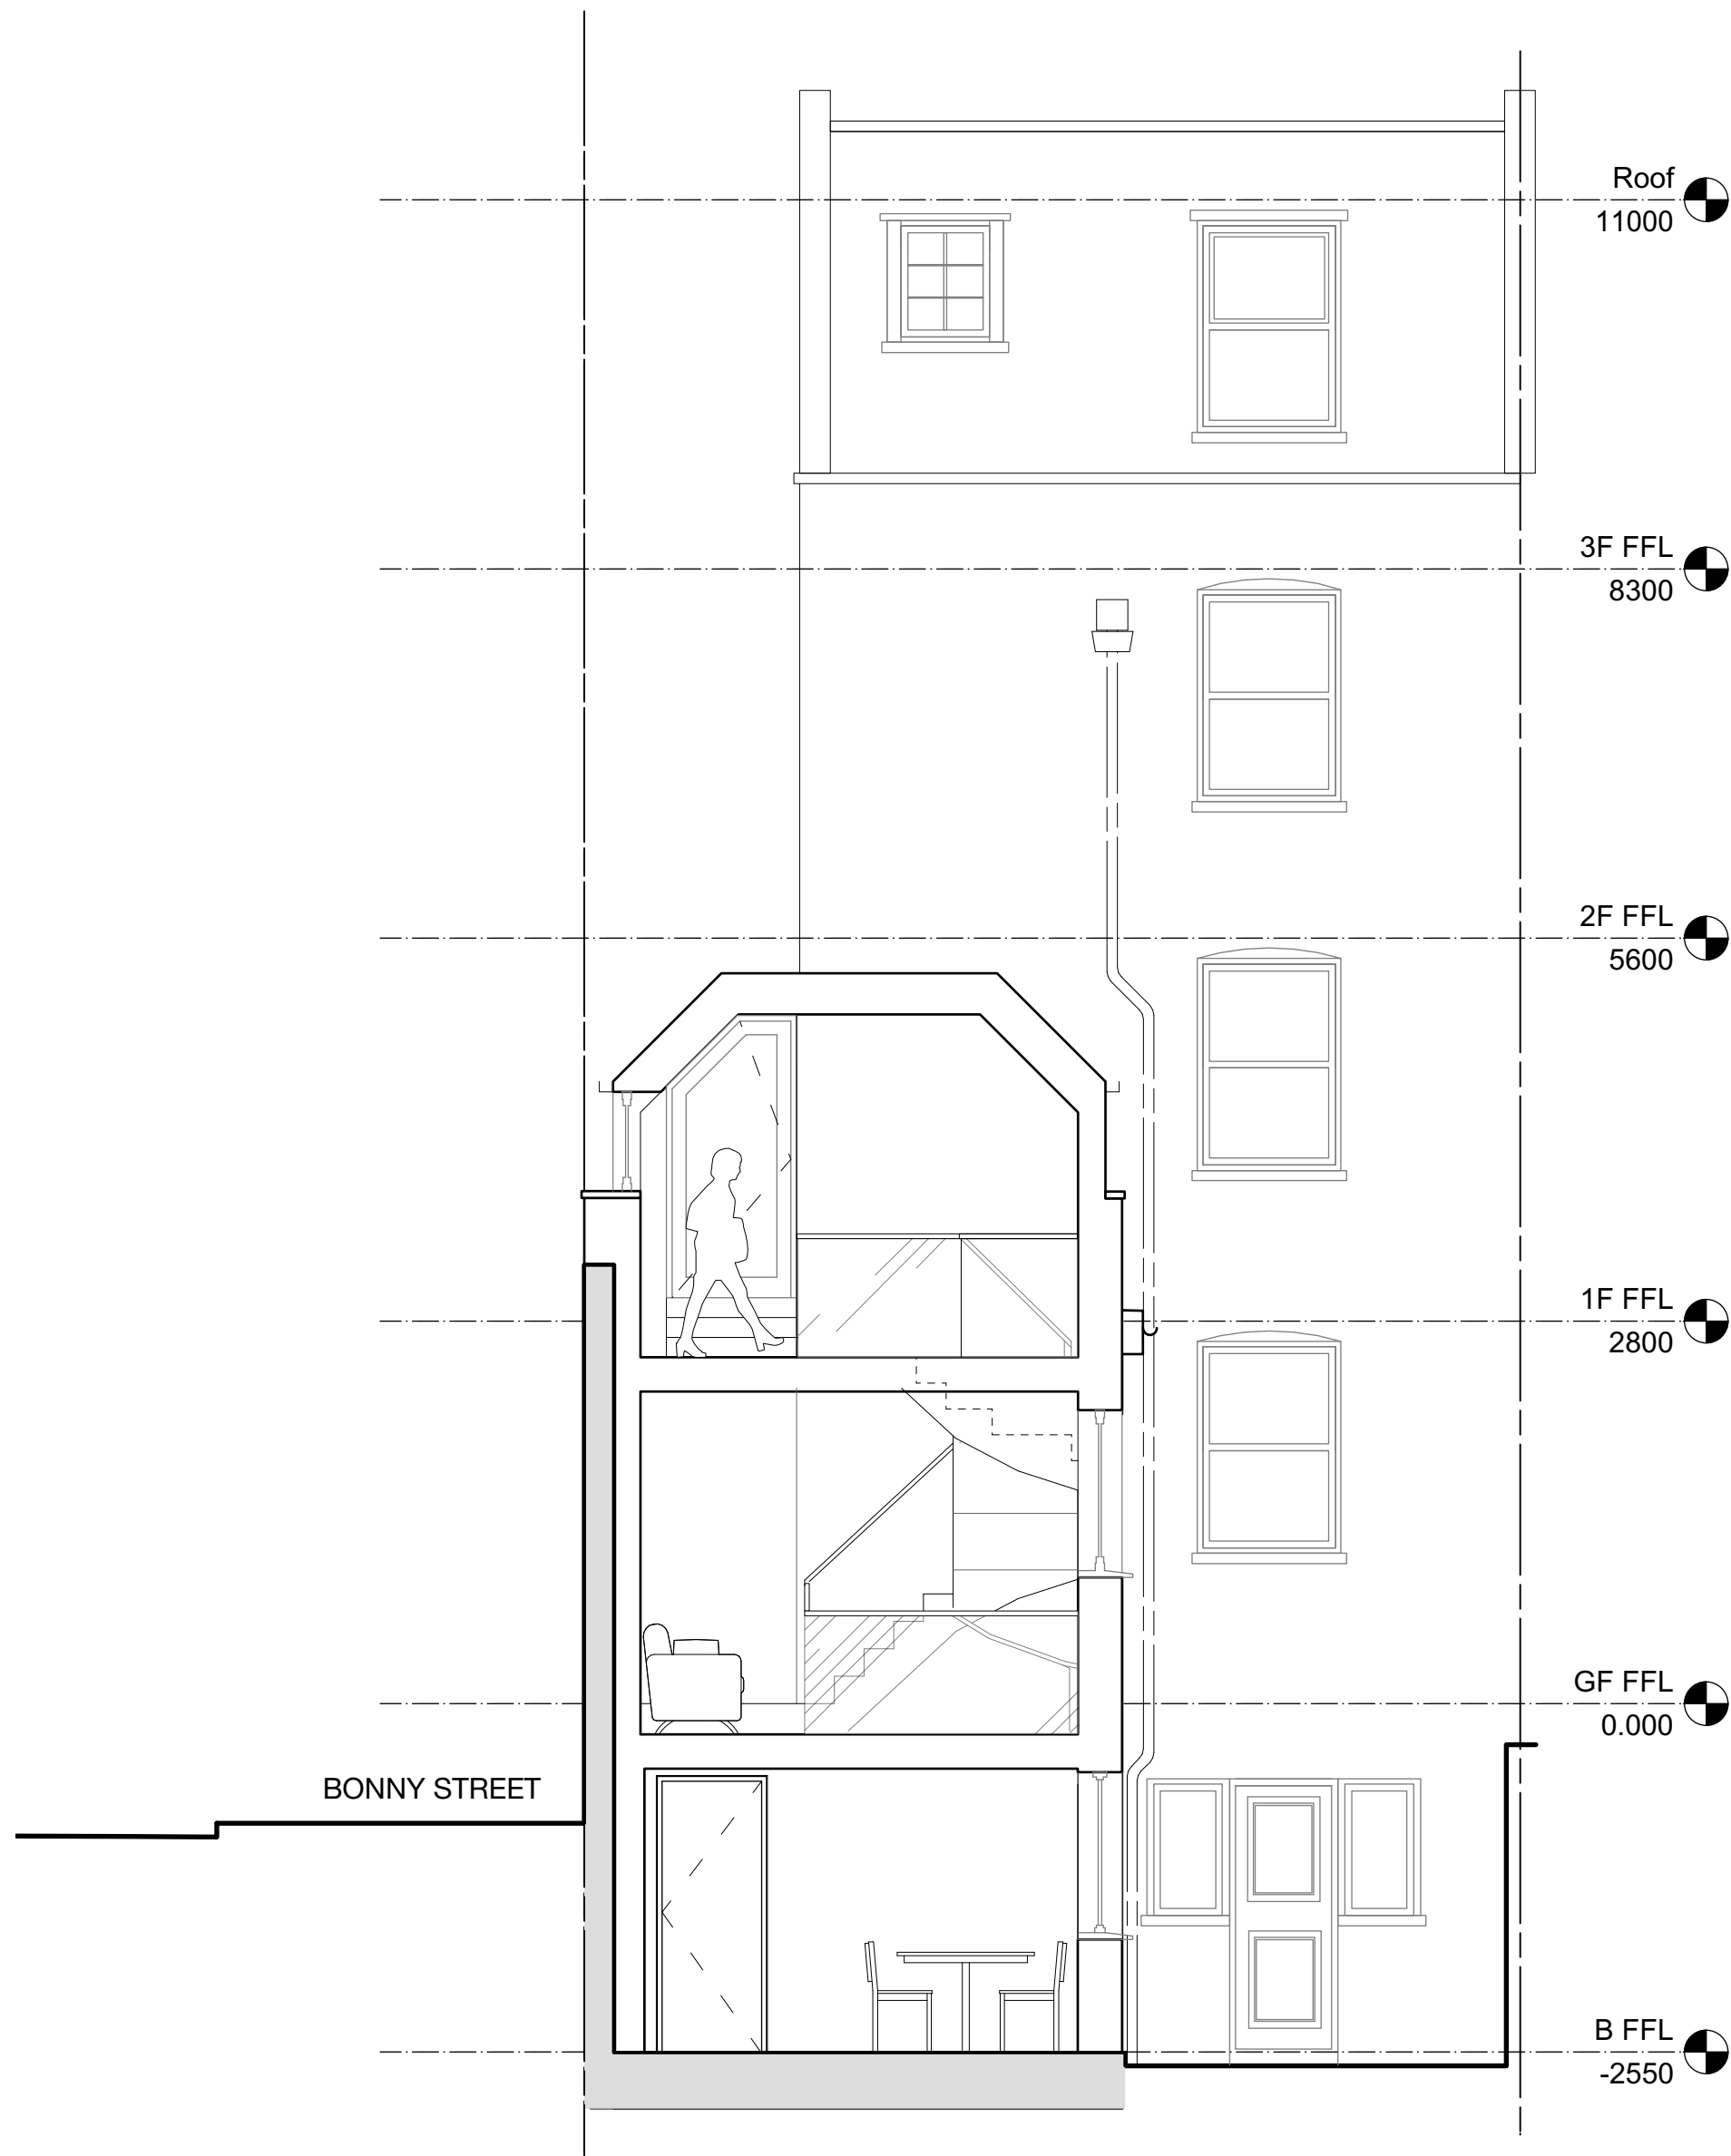 Roof
11000
3F FFL
8300
2F FFL
5600
1F FFL
2800
GF FFL
0.000
BONNY STREET
B FFL
-2550